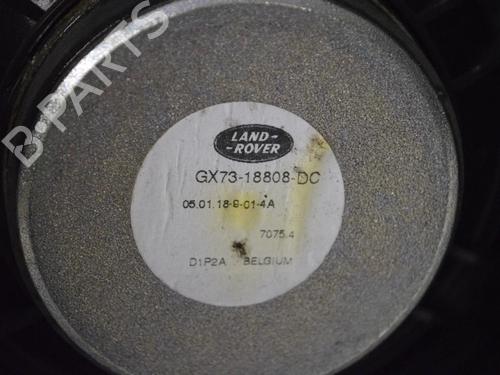 B-PARTS
LAND-
-ROVER
GX73-18808-DC
05.01.18-9-01-4A
7075.4
D1P2A BELGIUM